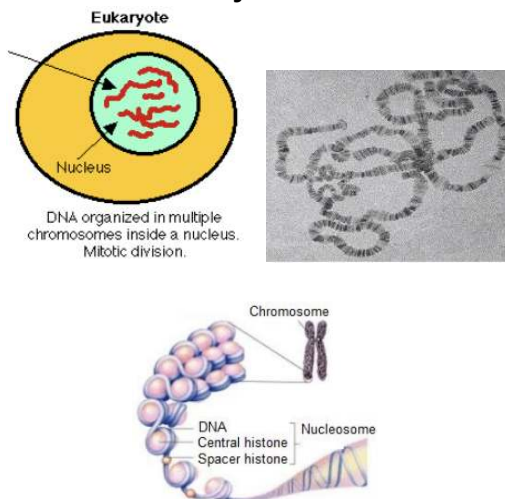 Eukaryote
Nucleus
DNA organized in multiple
chromosomes inside a nucleus.
Mitotic division.
Chromosome
DNA
Central histone
Spacer histone
Nucleosome